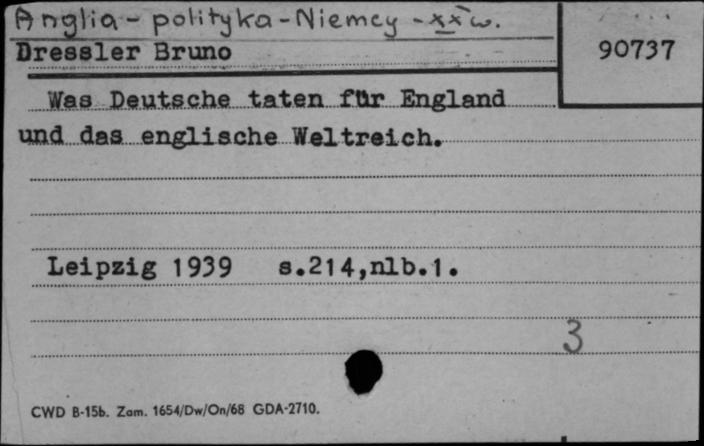 Anglia - polityka - Niemcy - XX w.
Dressler Bruno
90737
Was Deutsche taten für England
und das englische Weltreich.
Leipzig 1939 s.214,nlb.1.
3
CWD B-15b. Zam. 1654/Dw/On/68 GDA-2710.